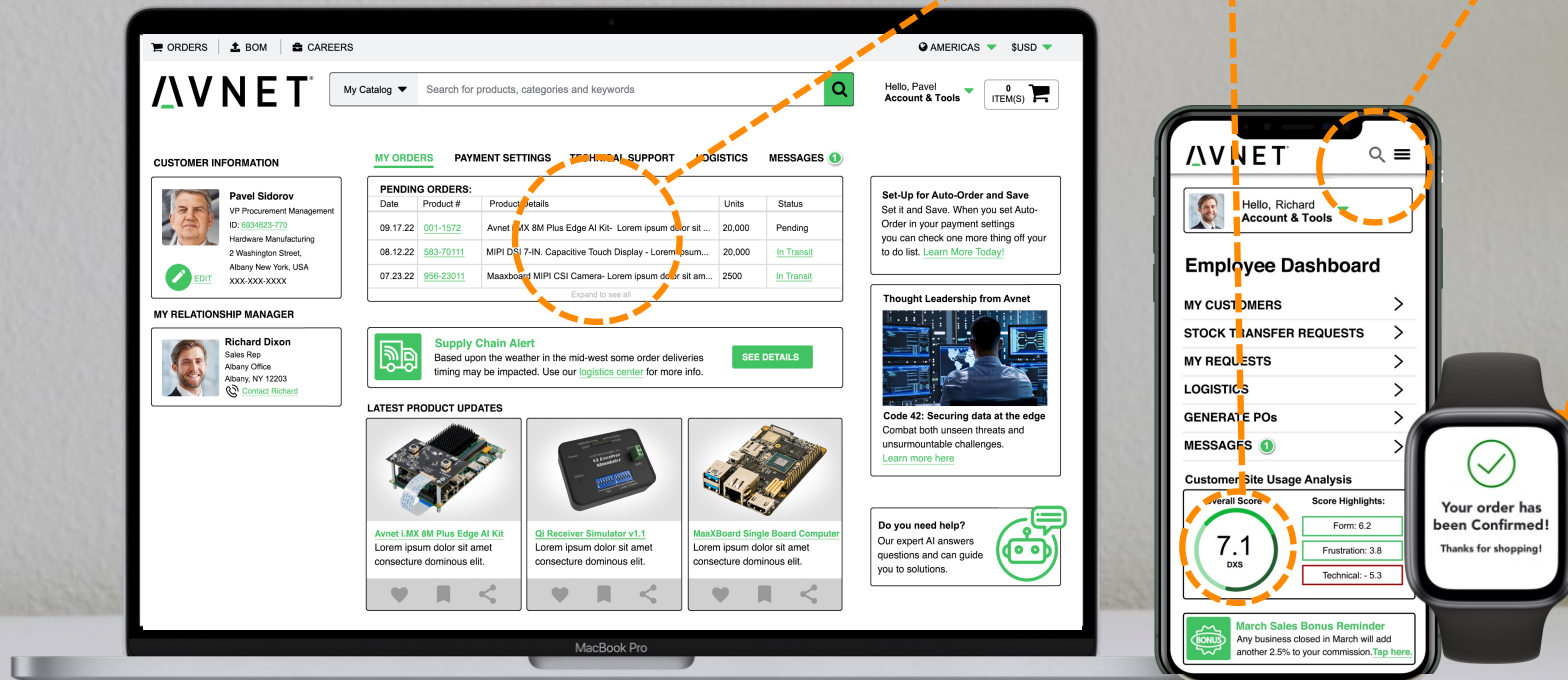 ORDERS BOM CAREERS AMERICAS $USD
AVNET
My Catalog Search for products, categories and keywords
Hello, Pavel
Account & Tools
0
ITEM(S)
CUSTOMER INFORMATION
Pavel Sidorov
VP Procurement Management
ID: 6934623-770
Hardware Manufacturing
2 Washington Street,
Albany New York, USA
XXX-XXX-XXXX
EDIT
MY RELATIONSHIP MANAGER
Richard Dixon
Sales Rep
Albany Office
Albany, NY 12203
Contact Richard
MY ORDERS PAYMENT SETTINGS TECHNICAL SUPPORT LOGISTICS MESSAGES 1
PENDING ORDERS:
Date Product # Product Details Units Status
09.17.22 001-1572 Avnet i.MX 8M Plus Edge AI Kit- Lorem ipsum dolor sit ... 20,000 Pending
08.12.22 583-70111 MIPI DSI 7-IN. Capacitive Touch Display - Lorem ipsum... 20,000 In Transit
07.23.22 956-23011 Maaxboard MIPI CSI Camera- Lorem ipsum dolor sit am... 2500 In Transit
Expand to see all
Supply Chain Alert
Based upon the weather in the mid-west some order deliveries
timing may be impacted. Use our logistics center for more info.
SEE DETAILS
LATEST PRODUCT UPDATES
Qi Receiver
Simulator
Avnet i.MX 8M Plus Edge AI Kit
Lorem ipsum dolor sit amet
consecture dominous elit.
Qi Receiver Simulator v1.1
Lorem ipsum dolor sit amet
consecture dominous elit.
MaaXBoard Single Board Computer
Lorem ipsum dolor sit amet
consecture dominous elit.
Set-Up for Auto-Order and Save
Set it and Save. When you set Auto-
Order in your payment settings
you can check one more thing off your
to do list. Learn More Today!
Thought Leadership from Avnet
Code 42: Securing data at the edge
Combat both unseen threats and
unsurmountable challenges.
Learn more here
Do you need help?
Our expert AI answers
questions and can guide
you to solutions.
MacBook Pro
AVNET
Hello, Richard
Account & Tools
Employee Dashboard
MY CUSTOMERS
STOCK TRANSFER REQUESTS
MY REQUESTS
LOGISTICS
GENERATE POs
MESSAGES 1
Customer Site Usage Analysis
Overall Score
7.1
DXS
Score Highlights:
Form: 6.2
Frustration: 3.8
Technical: - 5.3
BONUS
March Sales Bonus Reminder
Any business closed in March will add
another 2.5% to your commission.Tap here.
Your order has
been Confirmed!
Thanks for shopping!